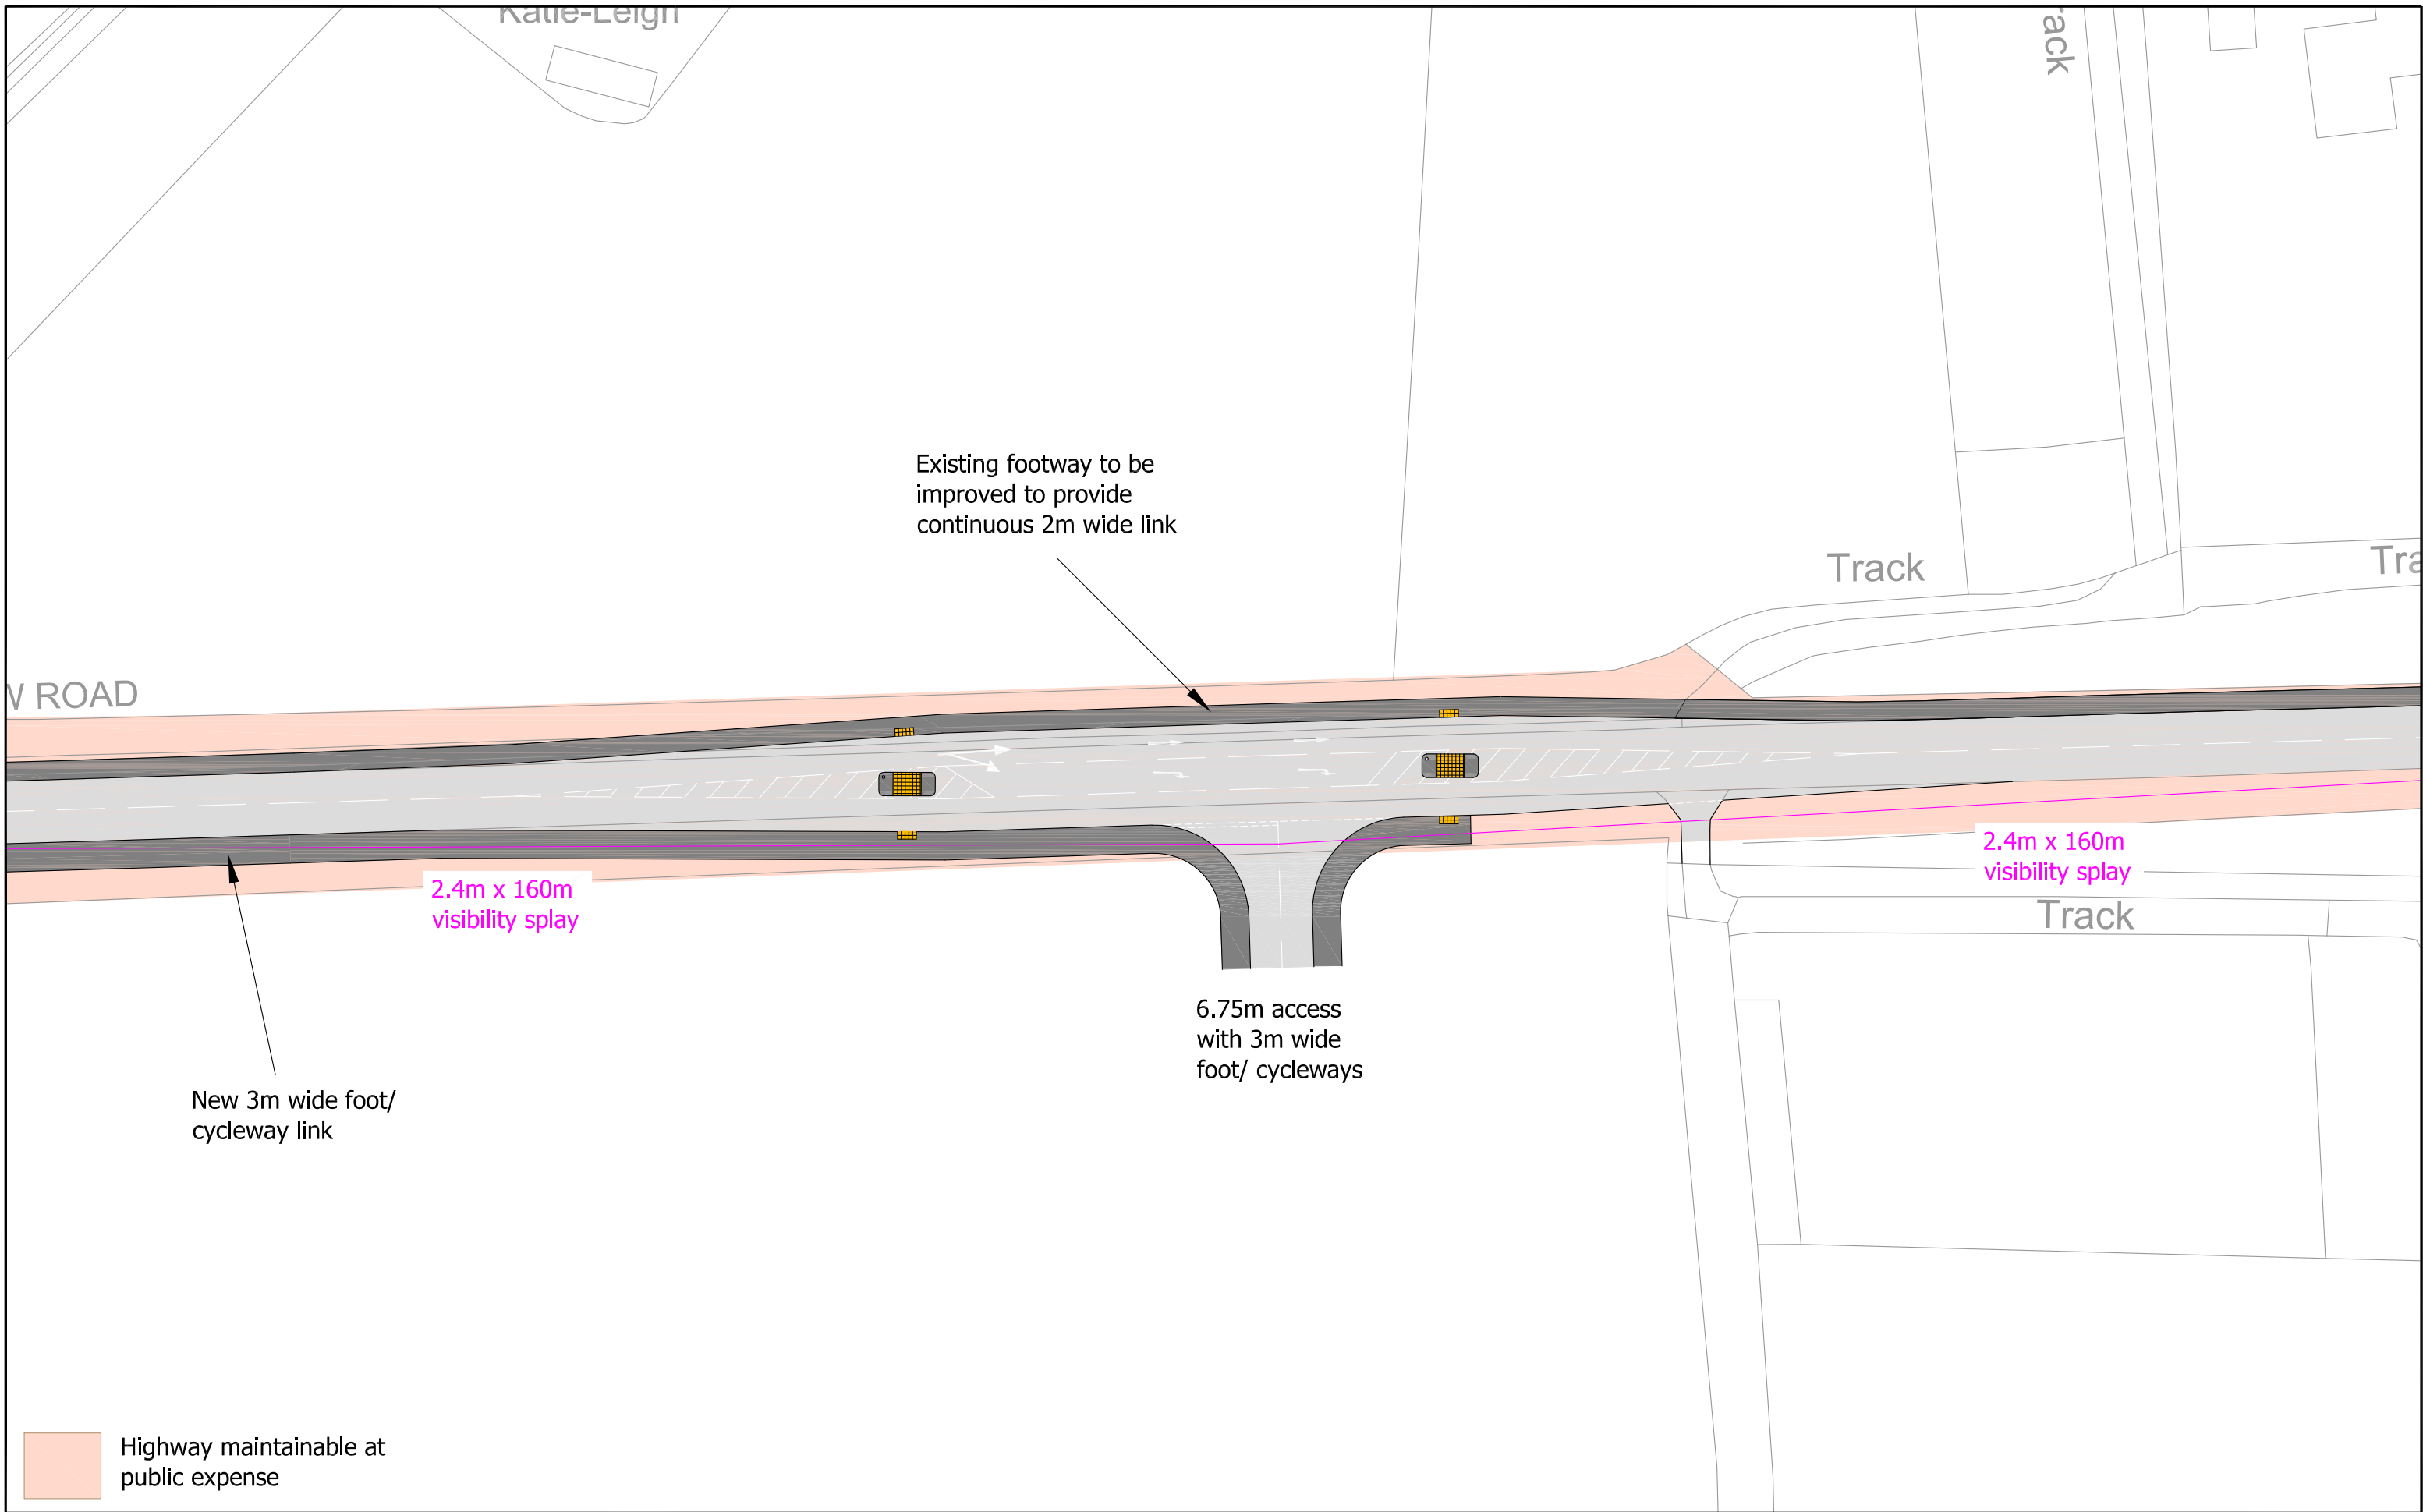 Katie-Leigh
Existing footway to be
improved to provide
continuous 2m wide link
Track
ROAD
2.4m x 160m
visibility splay
2.4m x 160m
visibility splay
Track
6.75m access
with 3m wide
foot/ cycleways
New 3m wide foot/
cycleway link
Highway maintainable at
public expense